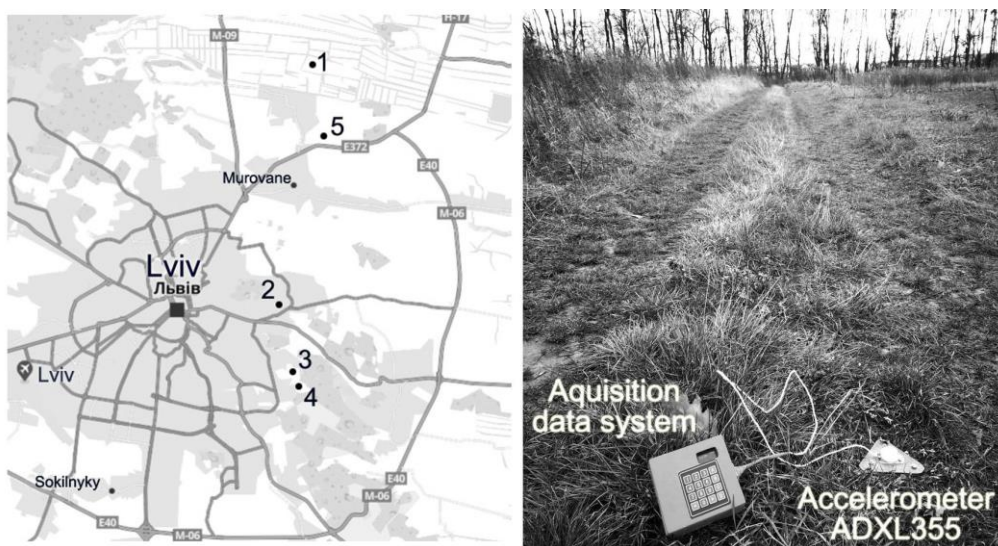 M-09
H-17
1
5
E372
E40
Murovane
M-06
Lviv
Львів
2
3
4
Lviv
Sokilnyky
E40
M-06
M-06
E40
Aquisition
data system
Accelerometer
ADXL355